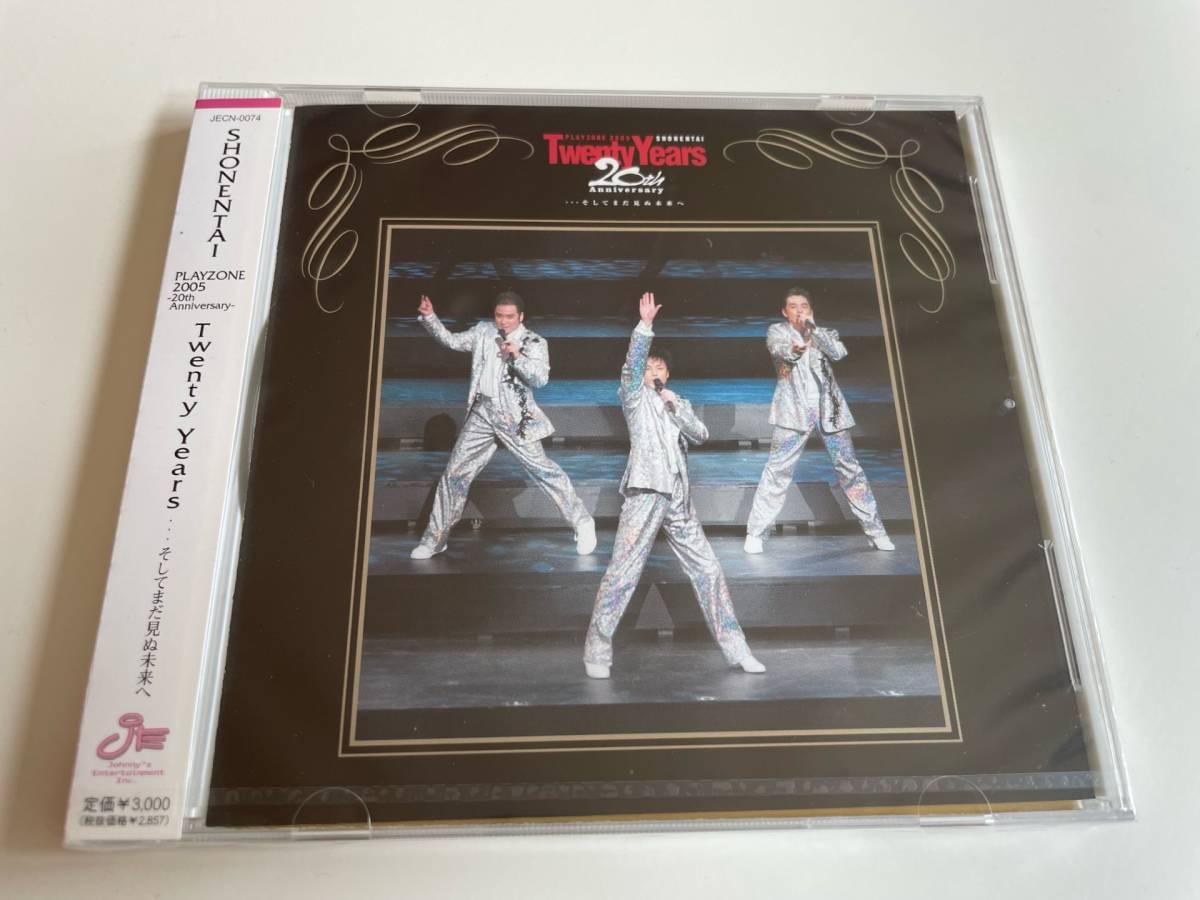 JECN-0074
SHONENTAI
PLAYZONE
2005
-20th
Anniversary-
Twenty Years
...そしてまだ見ぬ未来へ
JE
Johnny's
Entertainment
Inc.
定価¥3,000
(税抜価格¥2,857)
PLAYZONE 2005 SHONENTAI
Twenty Years
20th
Anniversary
...そしてまだ見ぬ未来へ